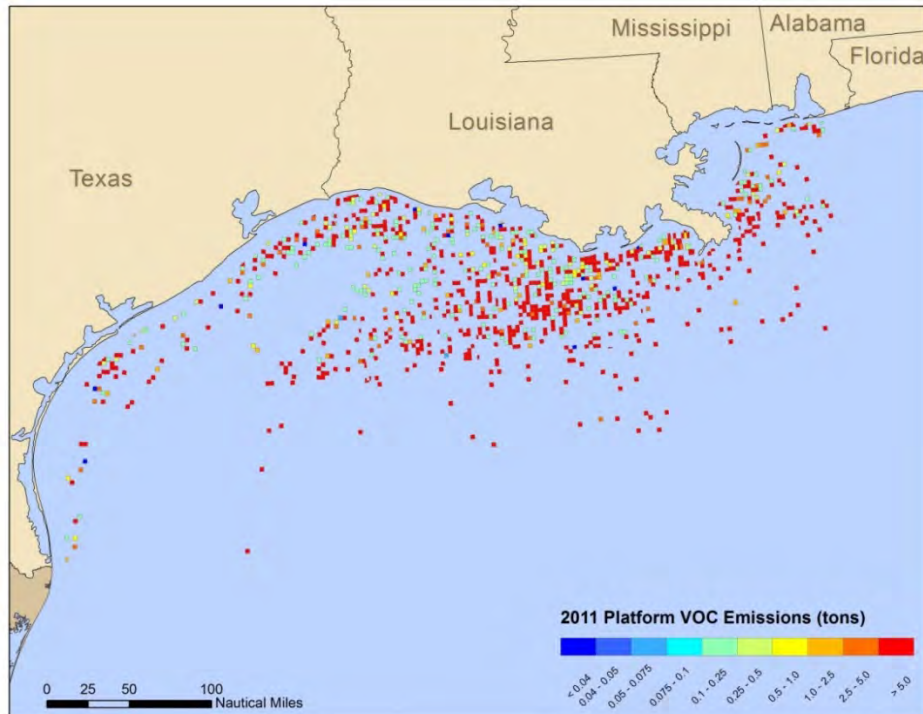 Mississippi
Alabama
Florida
Louisiana
Texas
2011 Platform VOC Emissions (tons)
< 0.04
0.04 - 0.05
0.05 - 0.075
0.075 - 0.1
0.1 - 0.25
0.25 - 0.5
0.5 - 1.0
1.0 - 2.5
2.5 - 5.0
> 5.0
0 25 50 100
Nautical Miles